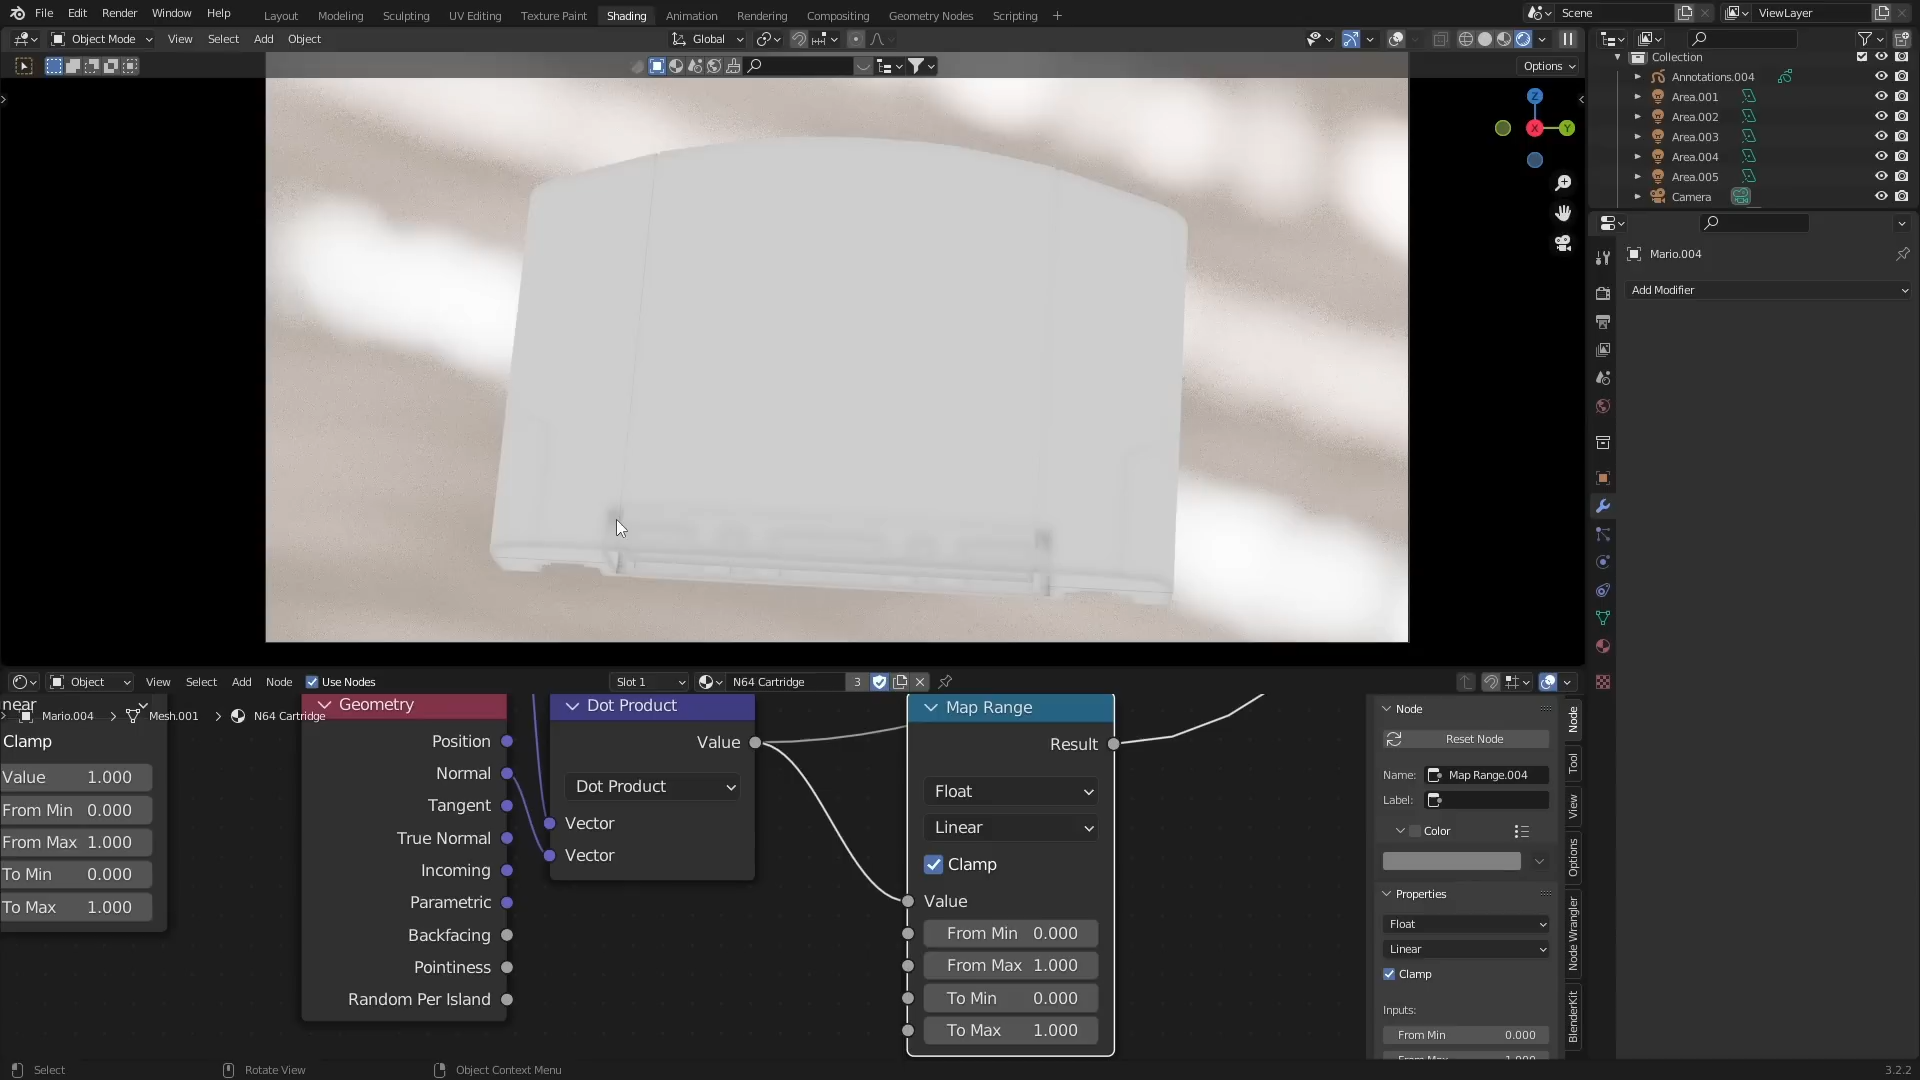 File Edit Render Window Help
Layout Modeling Sculpting UV Editing Texture Paint Shading Animation Rendering Compositing Geometry Nodes Scripting +
Scene
ViewLayer
Object Mode View Select Add Object
Global
Options
Z
X
Y
Collection
Annotations.004
Area.001
Area.002
Area.003
Area.004
Area.005
Camera
Mario.004
Add Modifier
Object View Select Add Node Use Nodes
Slot 1
N64 Cartridge
3
near
Mario.004 > Mesh.001 > N64 Cartridge
Clamp
Value 1.000
From Min 0.000
From Max 1.000
To Min 0.000
To Max 1.000
Geometry
Position
Normal
Tangent
True Normal
Incoming
Parametric
Backfacing
Pointiness
Random Per Island
Dot Product
Value
Dot Product
Vector
Vector
Map Range
Result
Float
Linear
Clamp
Value
From Min 0.000
From Max 1.000
To Min 0.000
To Max 1.000
Node
Reset Node
Name: Map Range.004
Label:
Color
Properties
Float
Linear
Clamp
Inputs:
From Min 0.000
From Max 1.000
Node
Tool
View
Options
Node Wrangler
BlenderKit
Select
Rotate View
Object Context Menu
3.2.2